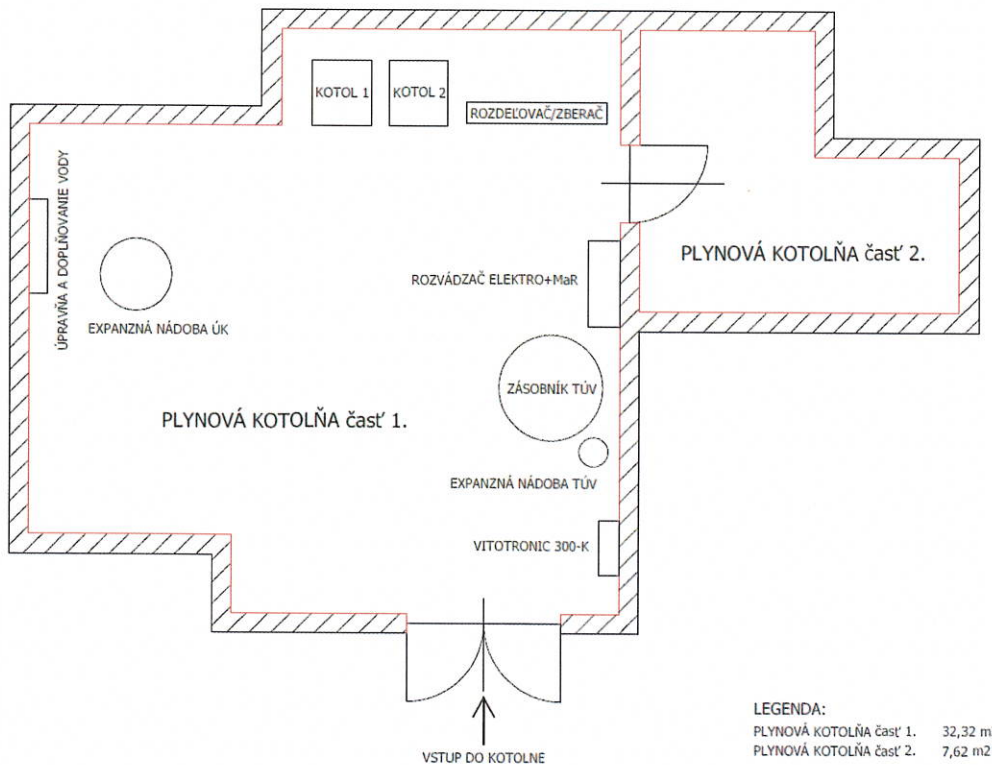 KOTOL 1
KOTOL 2
ROZDEĽOVAČ/ZBERAČ
ÚPRAVŇA A DOPĹŇOVANIE VODY
PLYNOVÁ KOTOLŇA časť 2.
ROZVÁDZAČ ELEKTRO+MaR
EXPANZNÁ NÁDOBA ÚK
ZÁSOBNÍK TÚV
PLYNOVÁ KOTOLŇA časť 1.
EXPANZNÁ NÁDOBA TÚV
VITOTRONIC 300-K
VSTUP DO KOTOLNE
LEGENDA:
PLYNOVÁ KOTOLŇA časť 1. 32,32 m
PLYNOVÁ KOTOLŇA časť 2. 7,62 m2